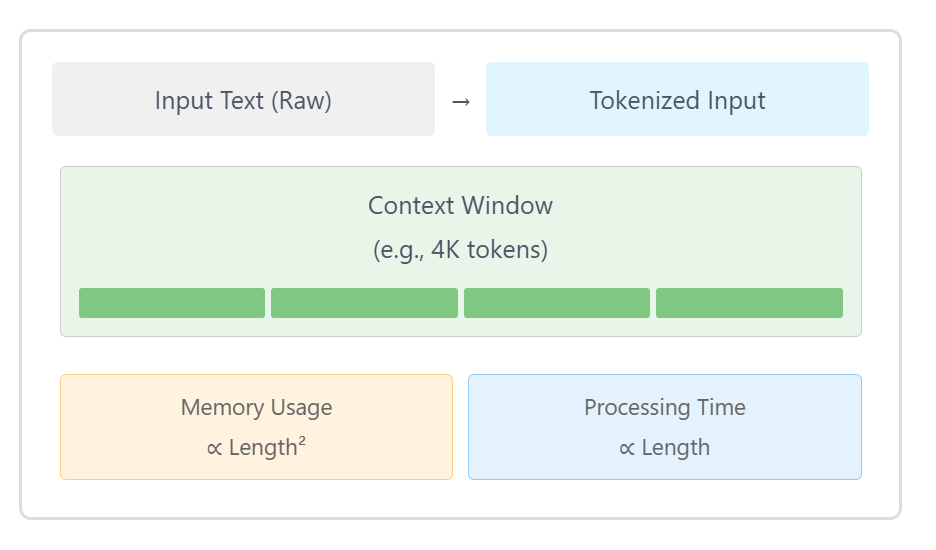 Input Text (Raw)
→
Tokenized Input
Context Window
(e.g., 4K tokens)
Memory Usage
∝ Length²
Processing Time
∝ Length